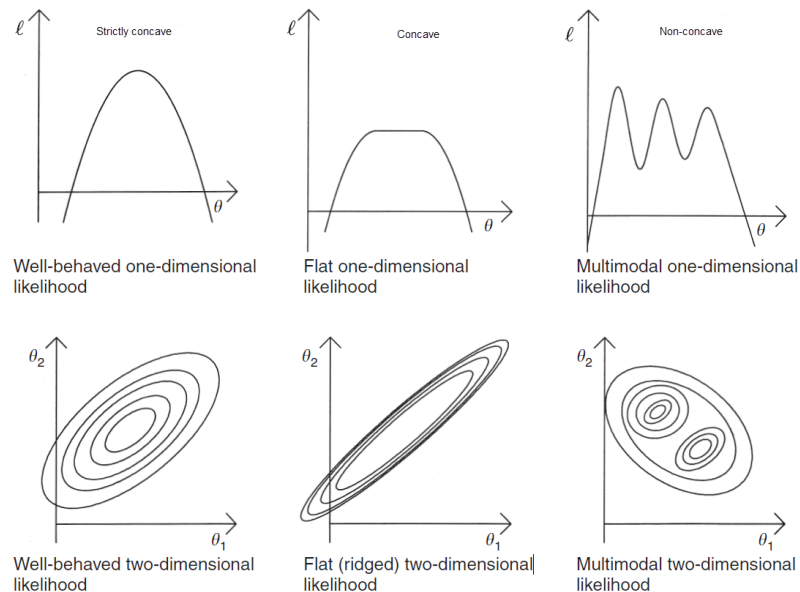 ℓ
Strictly concave
θ
Well-behaved one-dimensional
likelihood
ℓ
Concave
θ
Flat one-dimensional
likelihood
ℓ
Non-concave
θ
Multimodal one-dimensional
likelihood
θ2
θ1
Well-behaved two-dimensional
likelihood
θ2
θ1
Flat (ridged) two-dimensional
likelihood
θ2
θ1
Multimodal two-dimensional
likelihood